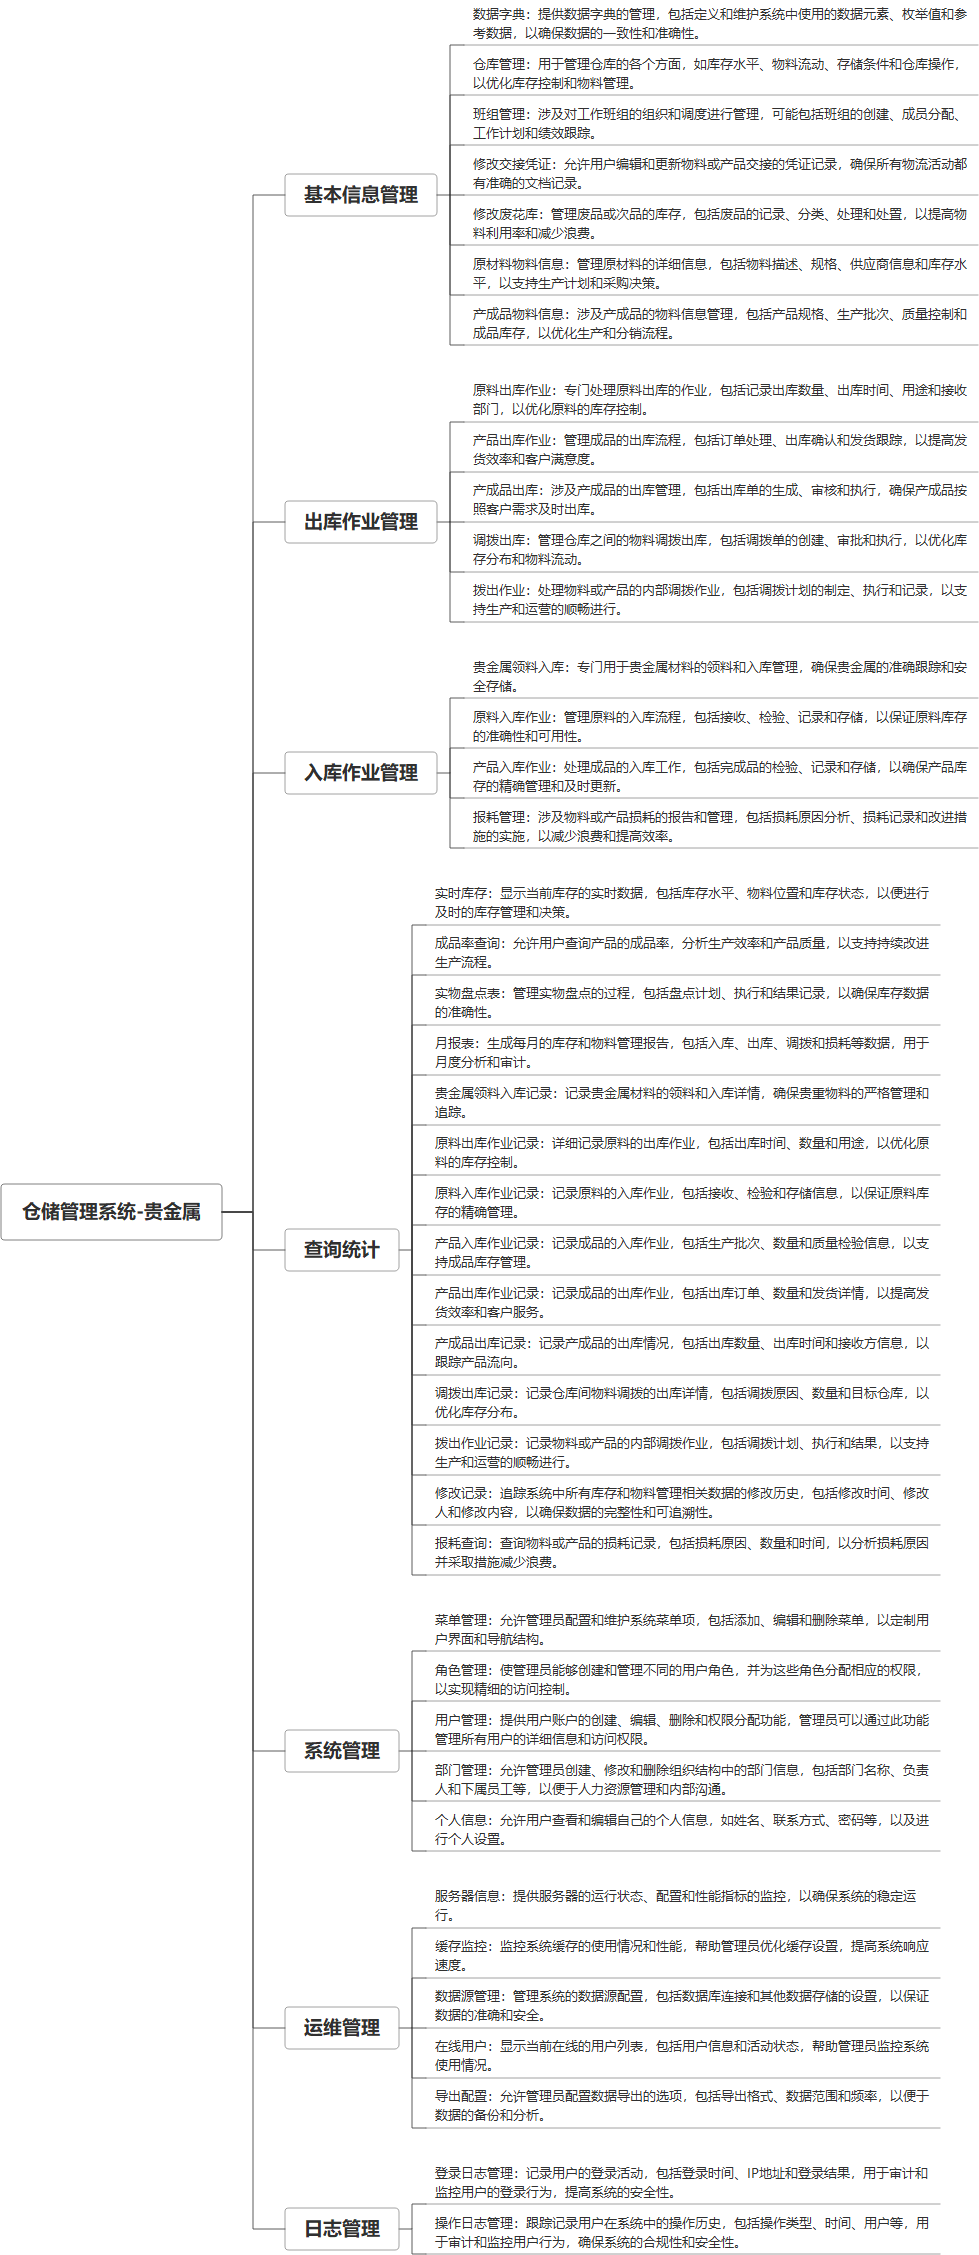 数据字典：提供数据字典的管理，包括定义和维护系统中使用的数据元素、枚举值和参
考数据，以确保数据的一致性和准确性。
仓库管理：用于管理仓库的各个方面，如库存水平、物料流动、存储条件和仓库操作，
以优化库存控制和物料管理。
班组管理：涉及对工作班组的组织和调度进行管理，可能包括班组的创建、成员分配、
工作计划和绩效跟踪。
修改交接凭证：允许用户编辑和更新物料或产品交接的凭证记录，确保所有物流活动都
有准确的文档记录。
基本信息管理
修改废花库：管理废品或次品的库存，包括废品的记录、分类、处理和处置，以提高物
料利用率和减少浪费。
原材料物料信息：管理原材料的详细信息，包括物料描述、规格、供应商信息和库存水
平，以支持生产计划和采购决策。
产成品物料信息：涉及产成品的物料信息管理，包括产品规格、生产批次、质量控制和
成品库存，以优化生产和分销流程。
原料出库作业：专门处理原料出库的作业，包括记录出库数量、出库时间、用途和接收
部门，以优化原料的库存控制。
产品出库作业：管理成品的出库流程，包括订单处理、出库确认和发货跟踪，以提高发
货效率和客户满意度。
产成品出库：涉及产成品的出库管理，包括出库单的生成、审核和执行，确保产成品按
照客户需求及时出库。
出库作业管理
调拨出库：管理仓库之间的物料调拨出库，包括调拨单的创建、审批和执行，以优化库
存分布和物料流动。
拨出作业：处理物料或产品的内部调拨作业，包括调拨计划的制定、执行和记录，以支
持生产和运营的顺畅进行。
贵金属领料入库：专门用于贵金属材料的领料和入库管理，确保贵金属的准确跟踪和安
全存储。
原料入库作业：管理原料的入库流程，包括接收、检验、记录和存储，以保证原料库存
的准确性和可用性。
入库作业管理
产品入库作业：处理成品的入库工作，包括完成品的检验、记录和存储，以确保产品库
存的精确管理和及时更新。
报耗管理：涉及物料或产品损耗的报告和管理，包括损耗原因分析、损耗记录和改进措
施的实施，以减少浪费和提高效率。
实时库存：显示当前库存的实时数据，包括库存水平、物料位置和库存状态，以便进行
及时的库存管理和决策。
成品率查询：允许用户查询产品的成品率，分析生产效率和产品质量，以支持持续改进
生产流程。
实物盘点表：管理实物盘点的过程，包括盘点计划、执行和结果记录，以确保库存数据
的准确性。
月报表：生成每月的库存和物料管理报告，包括入库、出库、调拨和损耗等数据，用于
月度分析和审计。
贵金属领料入库记录：记录贵金属材料的领料和入库详情，确保贵重物料的严格管理和
追踪。
原料出库作业记录：详细记录原料的出库作业，包括出库时间、数量和用途，以优化原
料的库存控制。
原料入库作业记录：记录原料的入库作业，包括接收、检验和存储信息，以保证原料库
存的精确管理。
仓储管理系统-贵金属
查询统计
产品入库作业记录：记录成品的入库作业，包括生产批次、数量和质量检验信息，以支
持成品库存管理。
产品出库作业记录：记录成品的出库作业，包括出库订单、数量和发货详情，以提高发
货效率和客户服务。
产成品出库记录：记录产成品的出库情况，包括出库数量、出库时间和接收方信息，以
跟踪产品流向。
调拨出库记录：记录仓库间物料调拨的出库详情，包括调拨原因、数量和目标仓库，以
优化库存分布。
拨出作业记录：记录物料或产品的内部调拨作业，包括调拨计划、执行和结果，以支持
生产和运营的顺畅进行。
修改记录：追踪系统中所有库存和物料管理相关数据的修改历史，包括修改时间、修改
人和修改内容，以确保数据的完整性和可追溯性。
报耗查询：查询物料或产品的损耗记录，包括损耗原因、数量和时间，以分析损耗原因
并采取措施减少浪费。
菜单管理：允许管理员配置和维护系统菜单项，包括添加、编辑和删除菜单，以定制用
户界面和导航结构。
角色管理：使管理员能够创建和管理不同的用户角色，并为这些角色分配相应的权限，
以实现精细的访问控制。
用户管理：提供用户账户的创建、编辑、删除和权限分配功能，管理员可以通过此功能
管理所有用户的详细信息和访问权限。
系统管理
部门管理：允许管理员创建、修改和删除组织结构中的部门信息，包括部门名称、负责
人和下属员工等，以便于人力资源管理和内部沟通。
个人信息：允许用户查看和编辑自己的个人信息，如姓名、联系方式、密码等，以及进
行个人设置。
服务器信息：提供服务器的运行状态、配置和性能指标的监控，以确保系统的稳定运
行。
缓存监控：监控系统缓存的使用情况和性能，帮助管理员优化缓存设置，提高系统响应
速度。
数据源管理：管理系统的数据源配置，包括数据库连接和其他数据存储的设置，以保证
数据的准确和安全。
运维管理
在线用户：显示当前在线的用户列表，包括用户信息和活动状态，帮助管理员监控系统
使用情况。
导出配置：允许管理员配置数据导出的选项，包括导出格式、数据范围和频率，以便于
数据的备份和分析。
登录日志管理：记录用户的登录活动，包括登录时间、IP地址和登录结果，用于审计和
监控用户的登录行为，提高系统的安全性。
日志管理
操作日志管理：跟踪记录用户在系统中的操作历史，包括操作类型、时间、用户等，用
于审计和监控用户行为，确保系统的合规性和安全性。